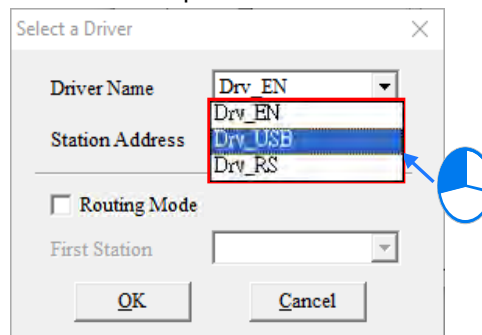 Select a Driver
Driver Name Drv_EN
Drv_EN
Station Address Drv_USB
Drv_RS
Routing Mode
First Station
OK Cancel